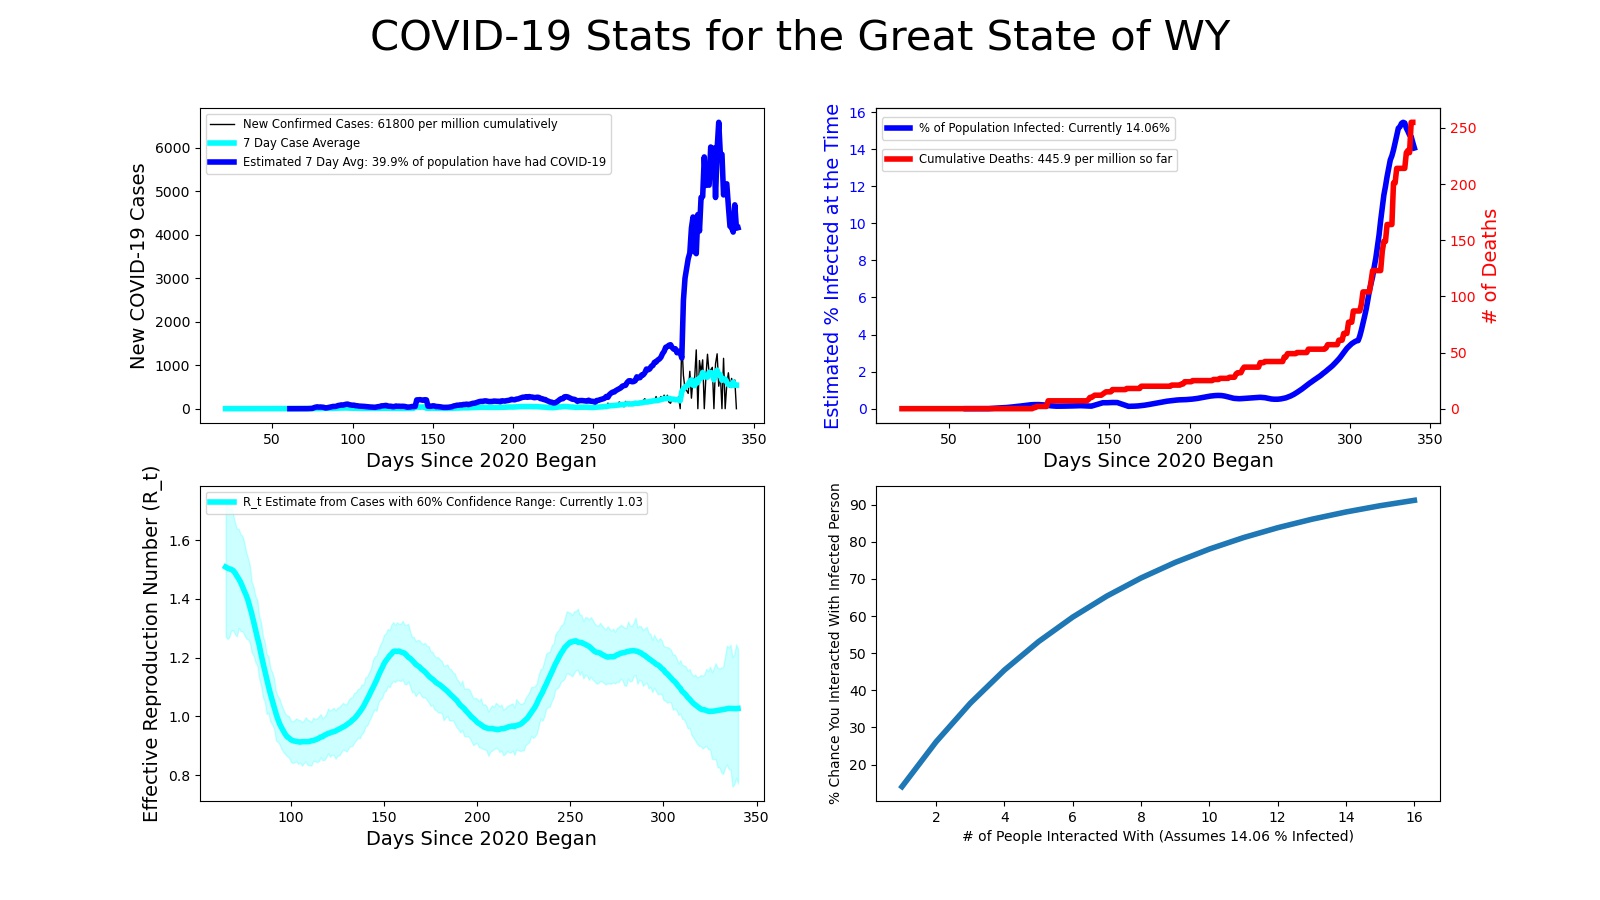 COVID-19 Stats for the Great State of WY
New COVID-19 Cases
6000
5000
4000
3000
2000
1000
0
New Confirmed Cases: 61800 per million cumulatively
7 Day Case Average
Estimated 7 Day Avg: 39.9% of population have had COVID-19
50 100 150 200 250 300 350
Days Since 2020 Began
Estimated % Infected at the Time
16
14
12
10
8
6
4
2
0
% of Population Infected: Currently 14.06%
Cumulative Deaths: 445.9 per million so far
250
200
150
100
50
0
# of Deaths
50 100 150 200 250 300 350
Days Since 2020 Began
Effective Reproduction Number (R_t)
1.6
1.4
1.2
1.0
0.8
R_t Estimate from Cases with 60% Confidence Range: Currently 1.03
100 150 200 250 300 350
Days Since 2020 Began
% Chance You Interacted With Infected Person
90
80
70
60
50
40
30
20
2 4 6 8 10 12 14 16
# of People Interacted With (Assumes 14.06 % Infected)